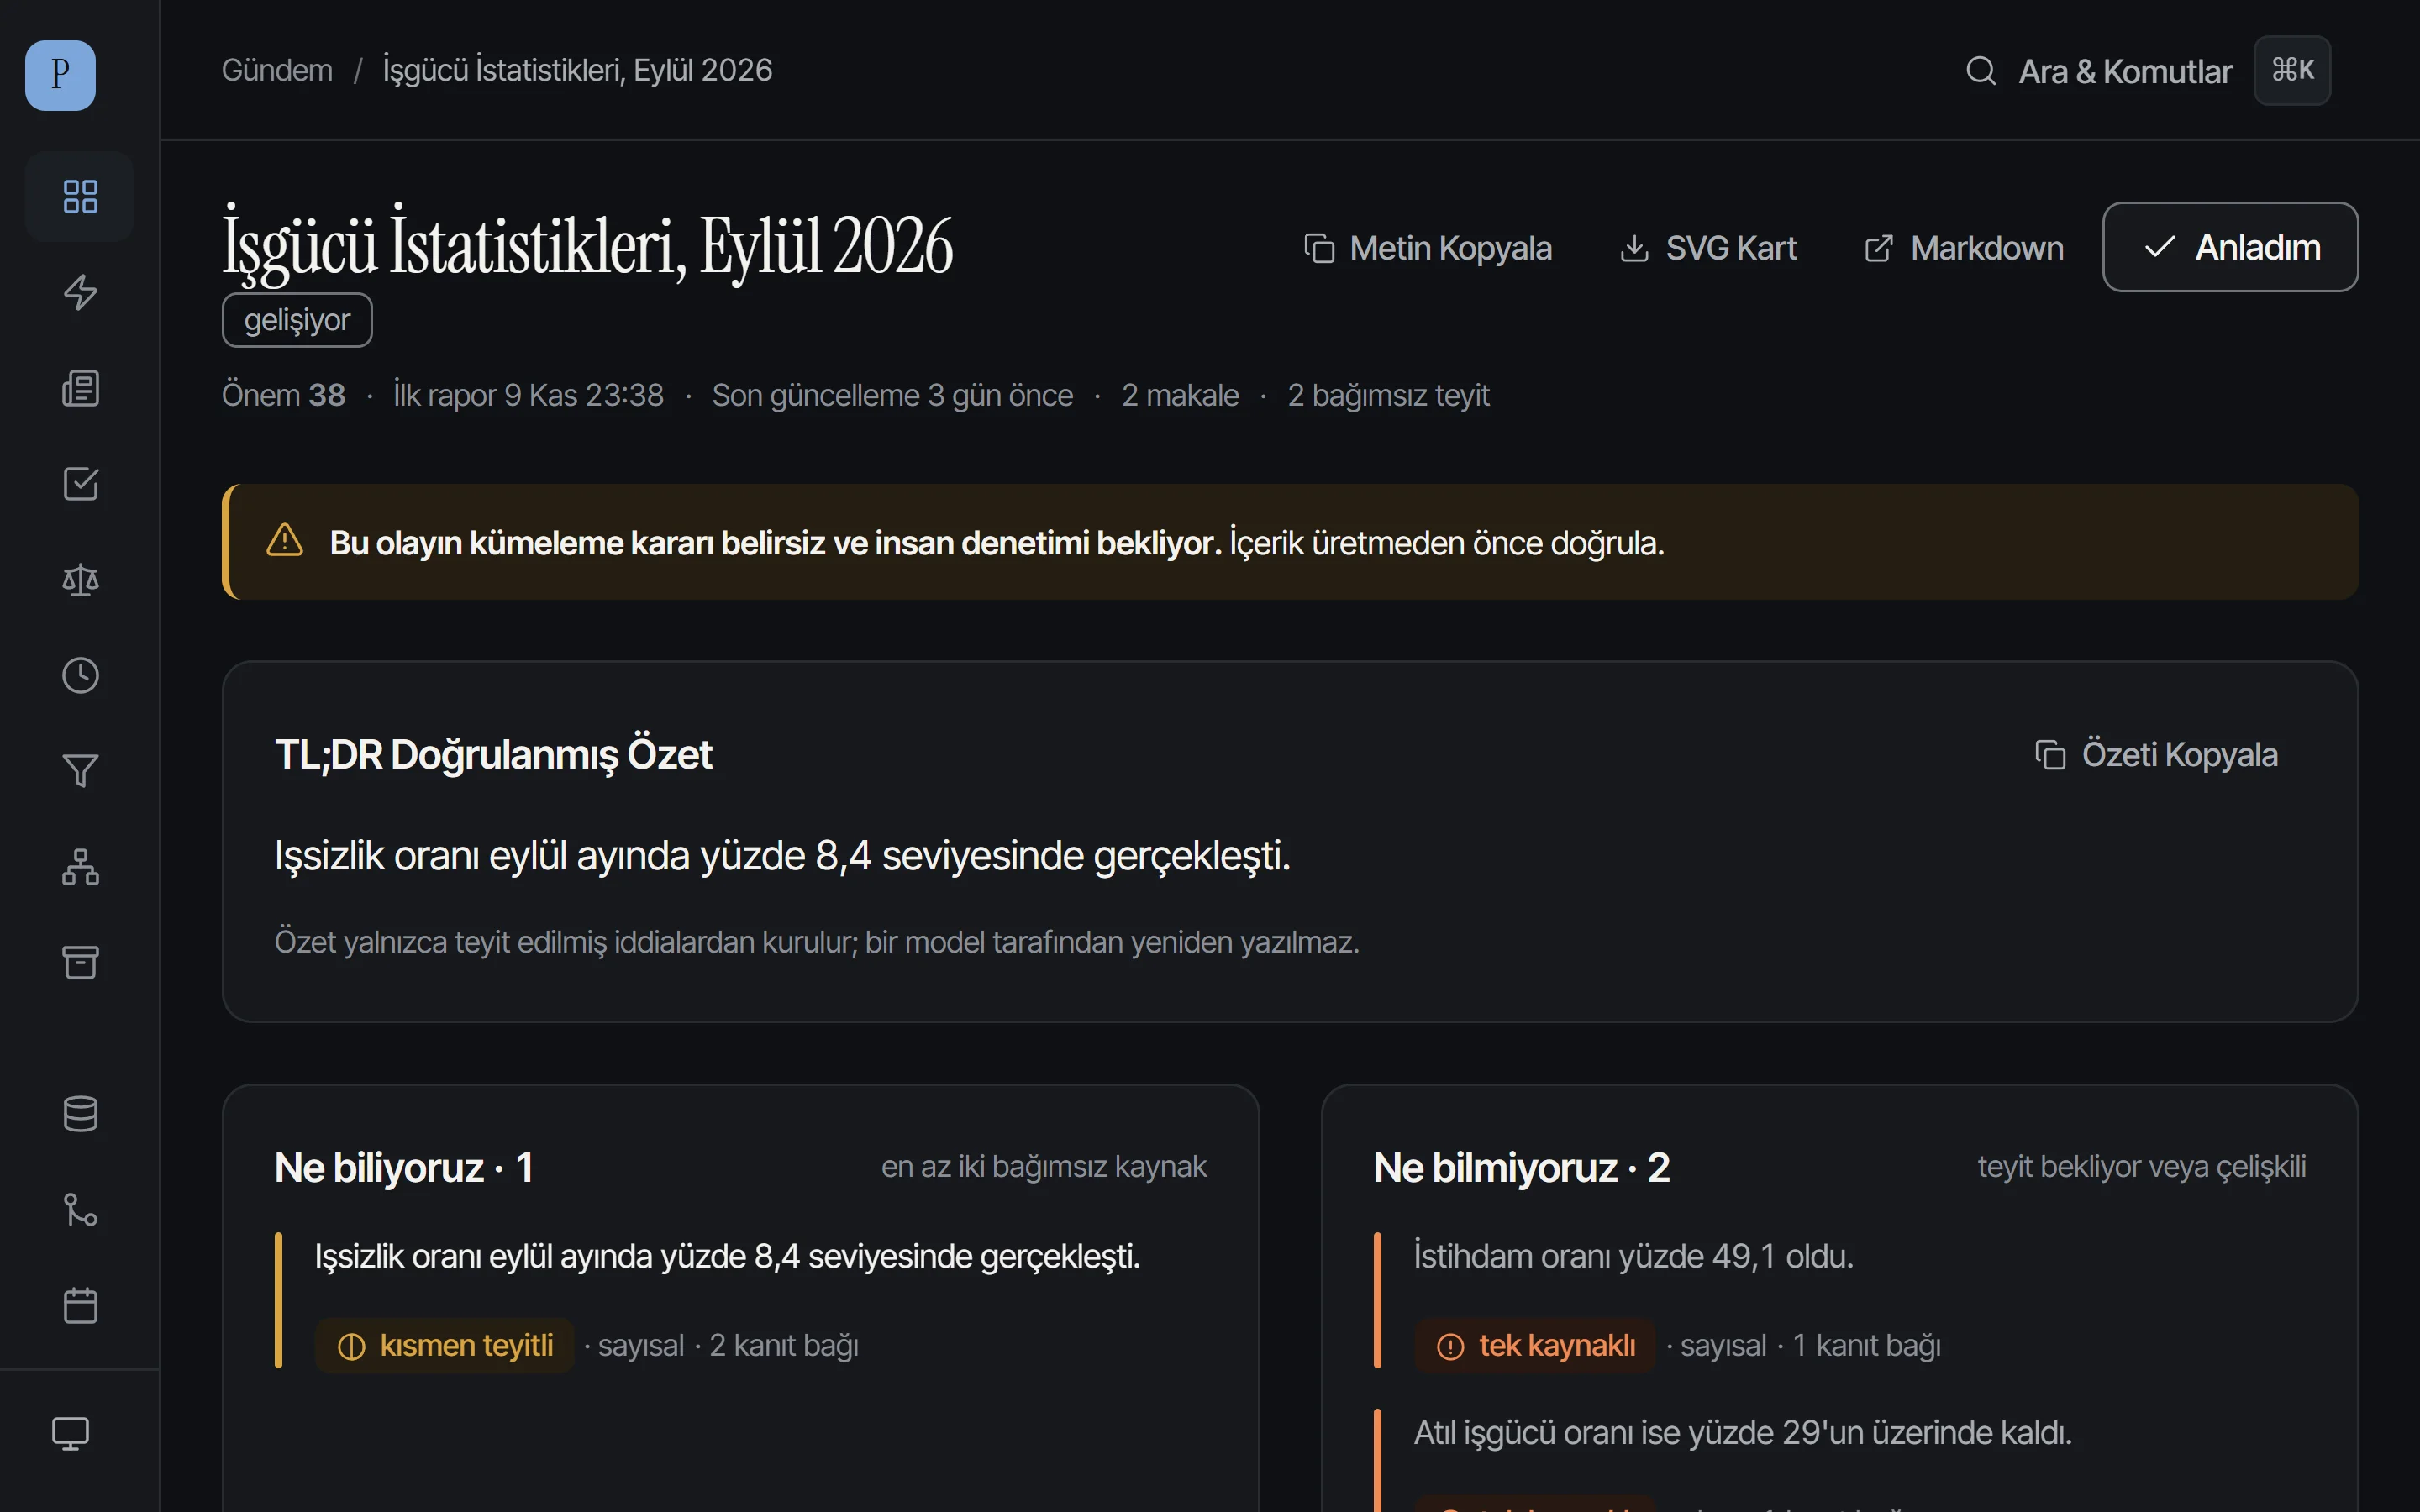 P
Gündem / İşgücü İstatistikleri, Eylül 2026
Ara & Komutlar ⌘K
İşgücü İstatistikleri, Eylül 2026
Metin Kopyala
SVG Kart
Markdown
Anladım
gelişiyor
Önem 38 · İlk rapor 9 Kas 23:38 · Son güncelleme 3 gün önce · 2 makale · 2 bağımsız teyit
Bu olayın kümeleme kararı belirsiz ve insan denetimi bekliyor. İçerik üretmeden önce doğrula.
TL;DR Doğrulanmış Özet
Özeti Kopyala
Işsizlik oranı eylül ayında yüzde 8,4 seviyesinde gerçekleşti.
Özet yalnızca teyit edilmiş iddialardan kurulur; bir model tarafından yeniden yazılmaz.
Ne biliyoruz · 1
en az iki bağımsız kaynak
Işsizlik oranı eylül ayında yüzde 8,4 seviyesinde gerçekleşti.
kısmen teyitli · sayısal · 2 kanıt bağı
Ne bilmiyoruz · 2
teyit bekliyor veya çelişkili
İstihdam oranı yüzde 49,1 oldu.
tek kaynaklı · sayısal · 1 kanıt bağı
Atıl işgücü oranı ise yüzde 29'un üzerinde kaldı.